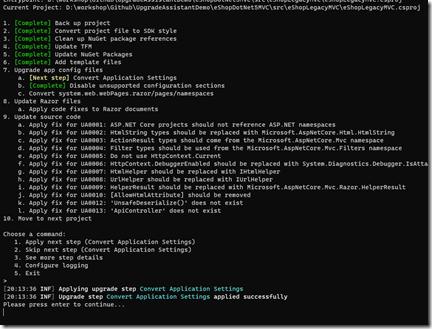 Current Project: D:\workshop\Github\UpgradeAssistantDemo\eShopDotNet5MVC\src\eShopLegacyMVC\eShopLegacyMVC.csproj
1. [Complete] Back up project
2. [Complete] Convert project file to SDK style
3. [Complete] Clean up NuGet package references
4. [Complete] Update TFM
5. [Complete] Update NuGet Packages
6. [Complete] Add template files
7. Upgrade app config files
a. [Next step] Convert Application Settings
b. [Complete] Disable unsupported configuration sections
c. Convert system.web.webPages.razor/pages/namespaces
8. Update Razor files
a. Apply code fixes to Razor documents
9. Update source code
a. Apply fix for UA0001: ASP.NET Core projects should not reference ASP.NET namespaces
b. Apply fix for UA0002: HtmlString types should be replaced with Microsoft.AspNetCore.Html.HtmlString
c. Apply fix for UA0003: ActionResult types should come from the Microsoft.AspNetCore.Mvc namespace
d. Apply fix for UA0004: Filter types should be used from the Microsoft.AspNetCore.Mvc.Filters namespace
e. Apply fix for UA0005: Do not use HttpContext.Current
f. Apply fix for UA0006: HttpContext.DebuggerEnabled should be replaced with System.Diagnostics.Debugger.IsAtta
g. Apply fix for UA0007: HtmlHelper should be replaced with IHtmlHelper
h. Apply fix for UA0008: UrlHelper should be replaced with IUrlHelper
i. Apply fix for UA0009: HelperResult should be replaced with Microsoft.AspNetCore.Mvc.Razor.HelperResult
j. Apply fix for UA0010: [AllowHtmlAttribute] should be removed
k. Apply fix for UA0012: 'UnsafeDeserialize()' does not exist
l. Apply fix for UA0013: 'ApiController' does not exist
10. Move to next project
Choose a command:
1. Apply next step (Convert Application Settings)
2. Skip next step (Convert Application Settings)
3. See more step details
4. Configure logging
5. Exit
>
[20:13:36 INF] Applying upgrade step Convert Application Settings
[20:13:36 INF] Upgrade step Convert Application Settings applied successfully
Please press enter to continue...